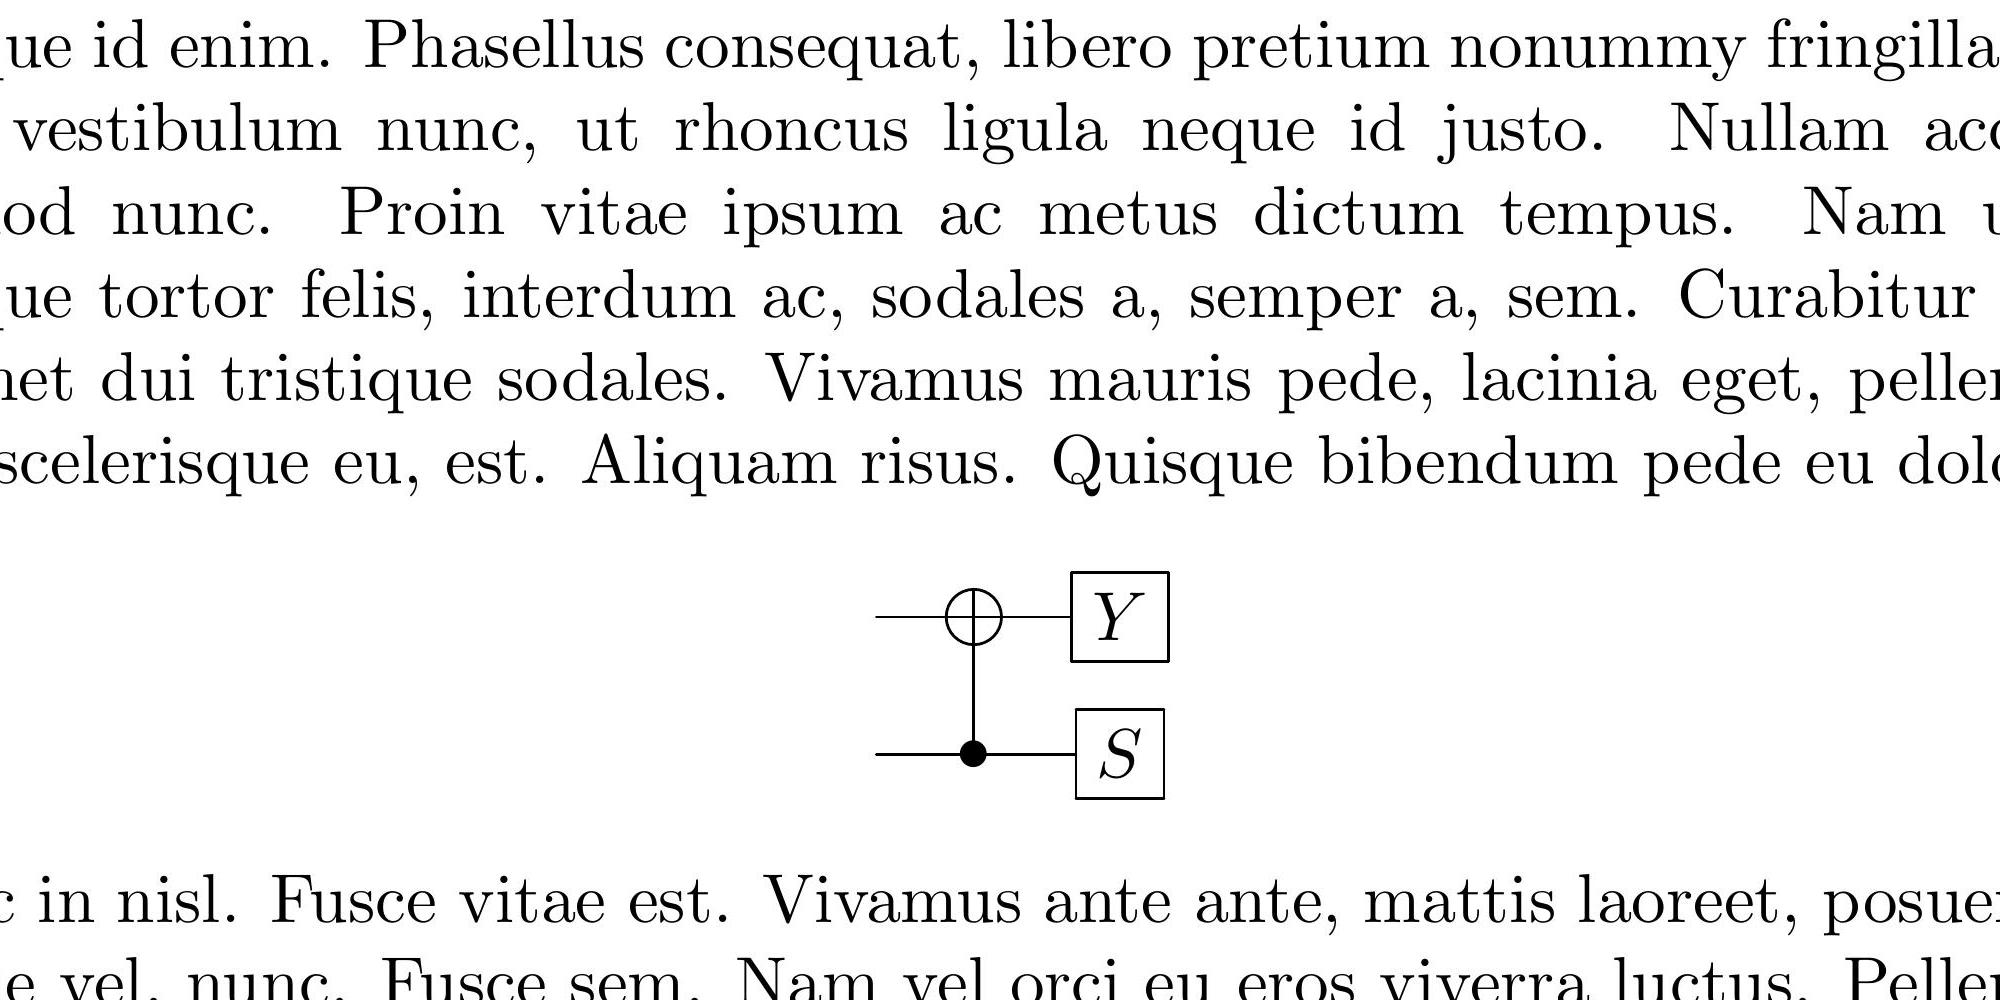 ue id enim. Phasellus consequat, libero pretium nonummy fringilla
vestibulum nunc, ut rhoncus ligula neque id justo. Nullam acc
od nunc. Proin vitae ipsum ac metus dictum tempus. Nam u
ue tortor felis, interdum ac, sodales a, semper a, sem. Curabitur
et dui tristique sodales. Vivamus mauris pede, lacinia eget, peller
scelerisque eu, est. Aliquam risus. Quisque bibendum pede eu dolo
Y
S
c in nisl. Fusce vitae est. Vivamus ante ante, mattis laoreet, posuer
e vel, nunc. Fusce sem. Nam vel orci eu eros viverra luctus. Peller